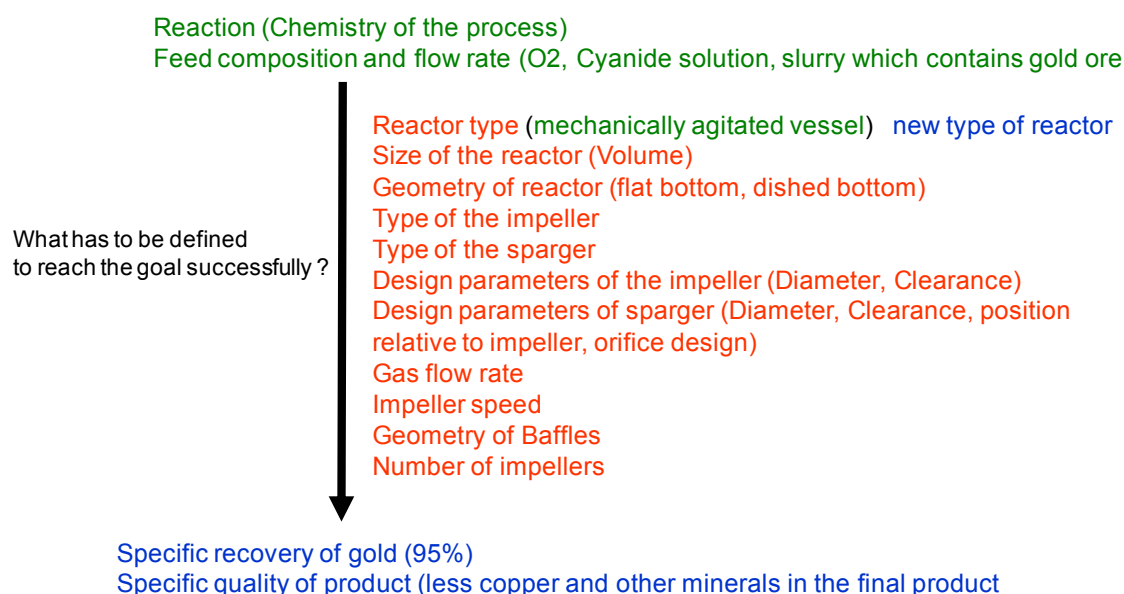 Reaction (Chemistry of the process)
Feed composition and flow rate (O2, Cyanide solution, slurry which contains gold ore
Reactor type (mechanically agitated vessel) new type of reactor
Size of the reactor (Volume)
Geometry of reactor (flat bottom, dished bottom)
Type of the impeller
What has to be defined
to reach the goal successfully ?
Type of the sparger
Design parameters of the impeller (Diameter, Clearance)
Design parameters of sparger (Diameter, Clearance, position
relative to impeller, orifice design)
Gas flow rate
Impeller speed
Geometry of Baffles
Number of impellers
Specific recovery of gold (95%)
Specific quality of product (less copper and other minerals in the final product